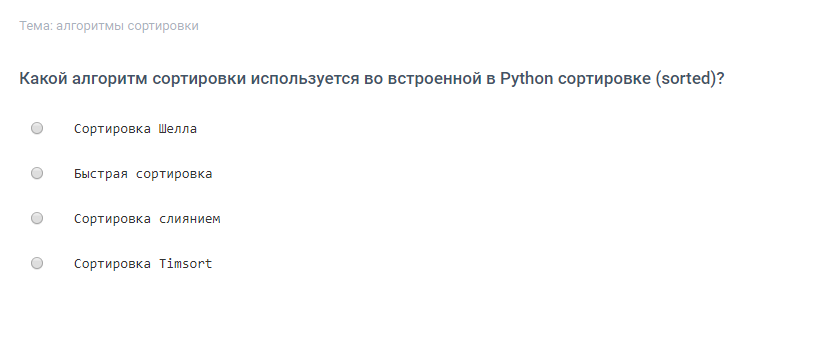 Тема: алгоритмы сортировки
Какой алгоритм сортировки используется во встроенной в Python сортировке (sorted)?
Сортировка Шелла
Быстрая сортировка
Сортировка слиянием
Сортировка Timsort